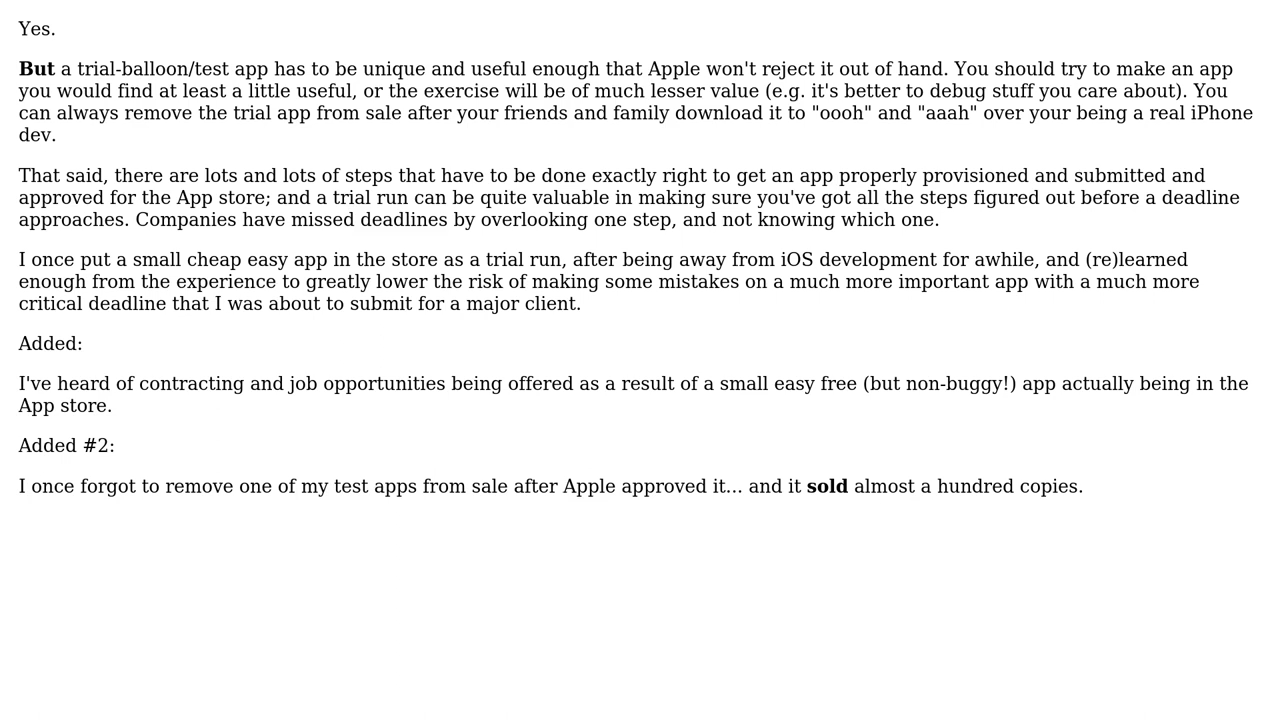 Yes.
But a trial-balloon/test app has to be unique and useful enough that Apple won't reject it out of hand. You should try to make an app
you would find at least a little useful, or the exercise will be of much lesser value (e.g. it's better to debug stuff you care about). You
can always remove the trial app from sale after your friends and family download it to "oooh" and "aaah" over your being a real iPhone
dev.
That said, there are lots and lots of steps that have to be done exactly right to get an app properly provisioned and submitted and
approved for the App store; and a trial run can be quite valuable in making sure you've got all the steps figured out before a deadline
approaches. Companies have missed deadlines by overlooking one step, and not knowing which one.
I once put a small cheap easy app in the store as a trial run, after being away from iOS development for awhile, and (re)learned
enough from the experience to greatly lower the risk of making some mistakes on a much more important app with a much more
critical deadline that I was about to submit for a major client.
Added:
I've heard of contracting and job opportunities being offered as a result of a small easy free (but non-buggy!) app actually being in the
App store.
Added #2:
I once forgot to remove one of my test apps from sale after Apple approved it... and it sold almost a hundred copies.